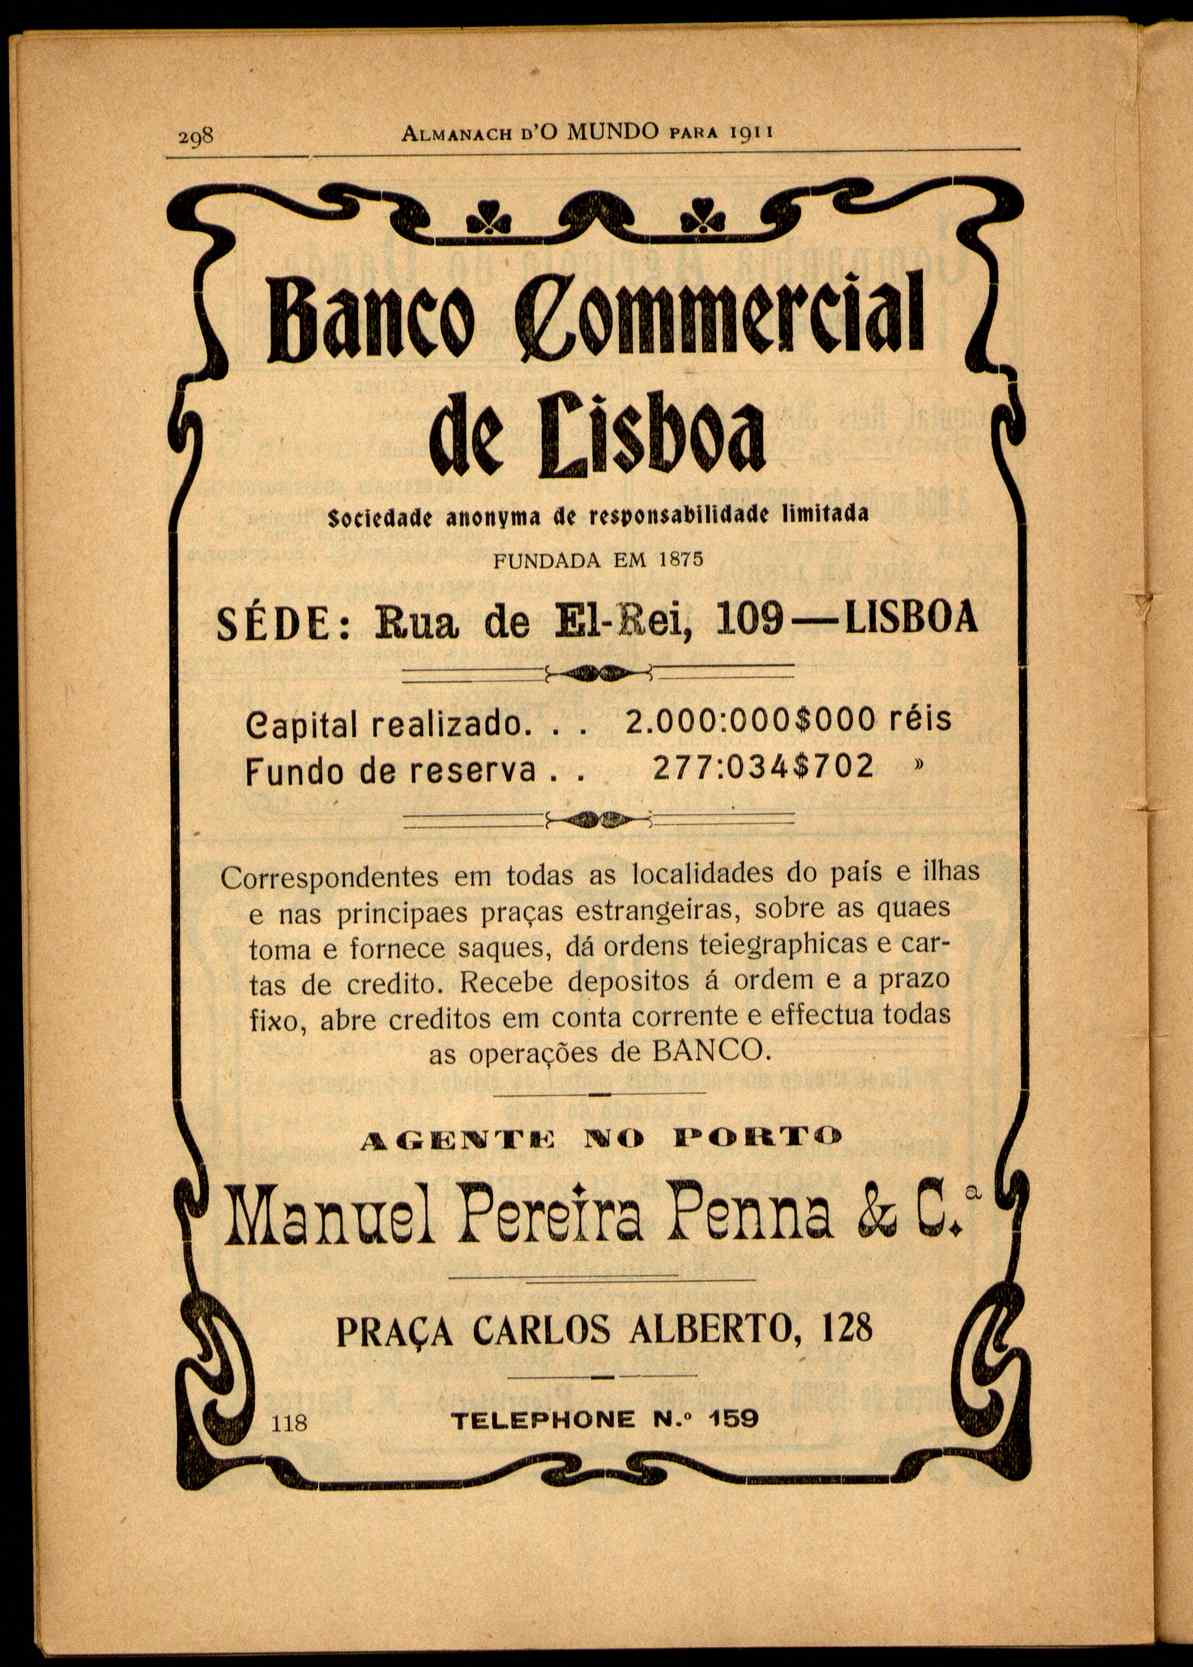 298 ALMANACH D'O MUNDO PARA 1911
Banco Commercial
de Lisboa
Sociedade anonyma de responsabilidade limitada
FUNDADA EM 1875
SÉDE: Rua de El-Rei, 109—LISBOA
Capital realizado. . . 2.000:000$000 réis
Fundo de reserva . . 277:034$702 »
Correspondentes em todas as localidades do país e ilhas
e nas principaes praças estrangeiras, sobre as quaes
toma e fornece saques, dá ordens teiegraphicas e car-
tas de credito. Recebe depositos á ordem e a prazo
fixo, abre creditos em conta corrente e effectua todas
as operações de BANCO.
AGENTE NO PORTO
Manuel Pereira Penna & C.ª
PRAÇA CARLOS ALBERTO, 128
118 TELEPHONE N.º 159